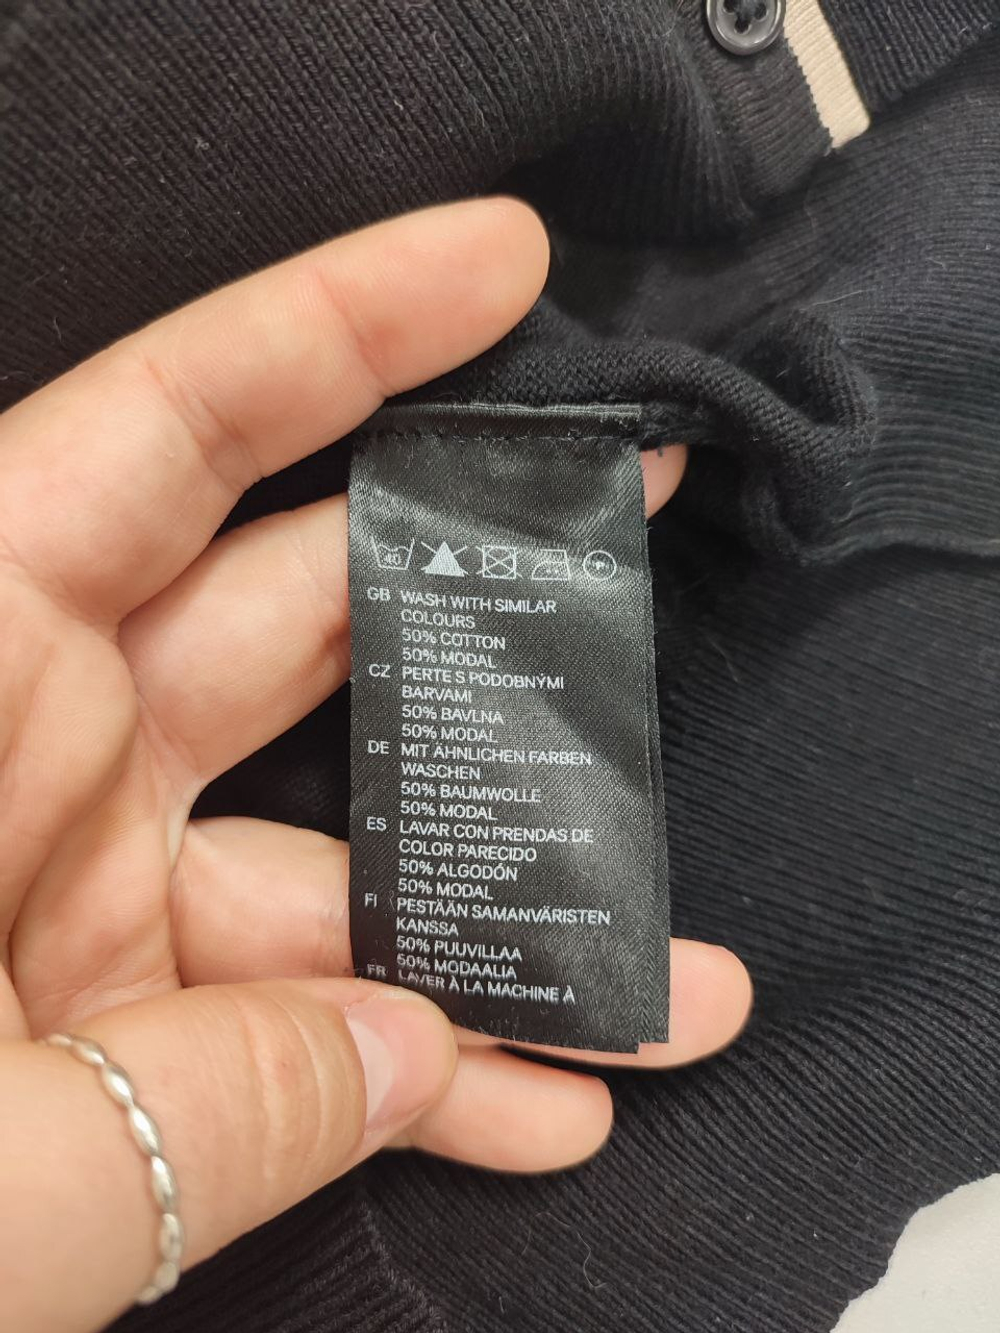 40
P
GB WASH WITH SIMILAR
COLOURS
50% COTTON
50% MODAL
CZ PERTE S PODOBNÝMI
BARVAMI
50% BAVLNA
50% MODAL
DE MIT ÄHNLICHEN FARBEN
WASCHEN
50% BAUMWOLLE
50% MODAL
ES LAVAR CON PRENDAS DE
COLOR PARECIDO
50% ALGODÓN
50% MODAL
FI PESTÄÄN SAMANVÄRISTEN
KANSSA
50% PUUVILLAA
50% MODAALIA
FR LAVER À LA MACHINE À